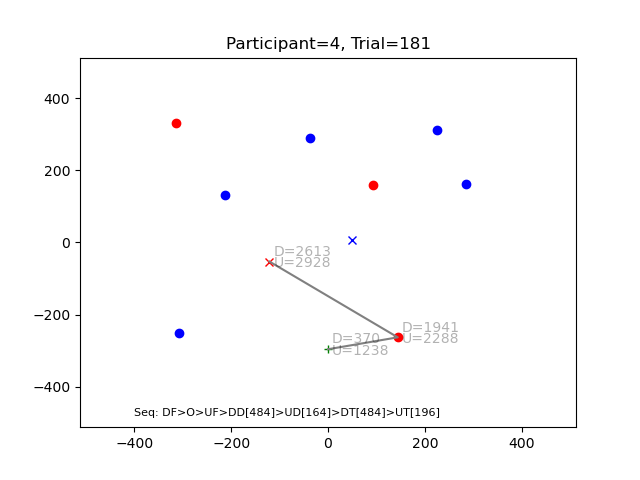 Participant=4, Trial=181
400
200
0
−200
−400
D=2613
U=2928
D=1941
U=2288
D=370
U=1238
Seq: DF>O>UF>DD[484]>UD[164]>DT[484]>UT[196]
−400 −200 0 200 400